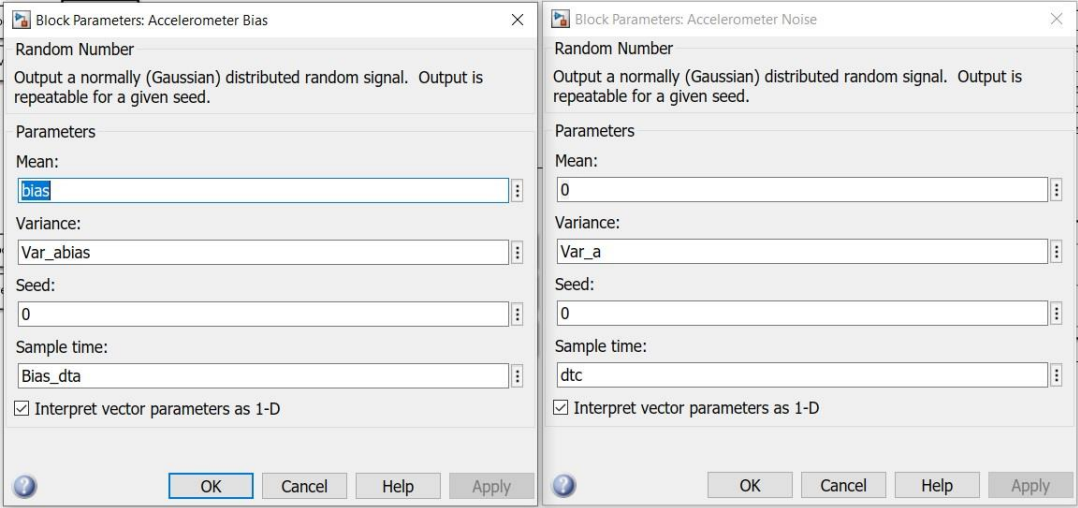 Block Parameters: Accelerometer Bias
Random Number
Output a normally (Gaussian) distributed random signal.  Output is
repeatable for a given seed.
Parameters
Mean:
bias
Variance:
Var_abias
Seed:
0
Sample time:
Bias_dta
Interpret vector parameters as 1-D
OK
Cancel
Help
Apply
Block Parameters: Accelerometer Noise
Random Number
Output a normally (Gaussian) distributed random signal.  Output is
repeatable for a given seed.
Parameters
Mean:
0
Variance:
Var_a
Seed:
0
Sample time:
dtc
Interpret vector parameters as 1-D
OK
Cancel
Help
Apply